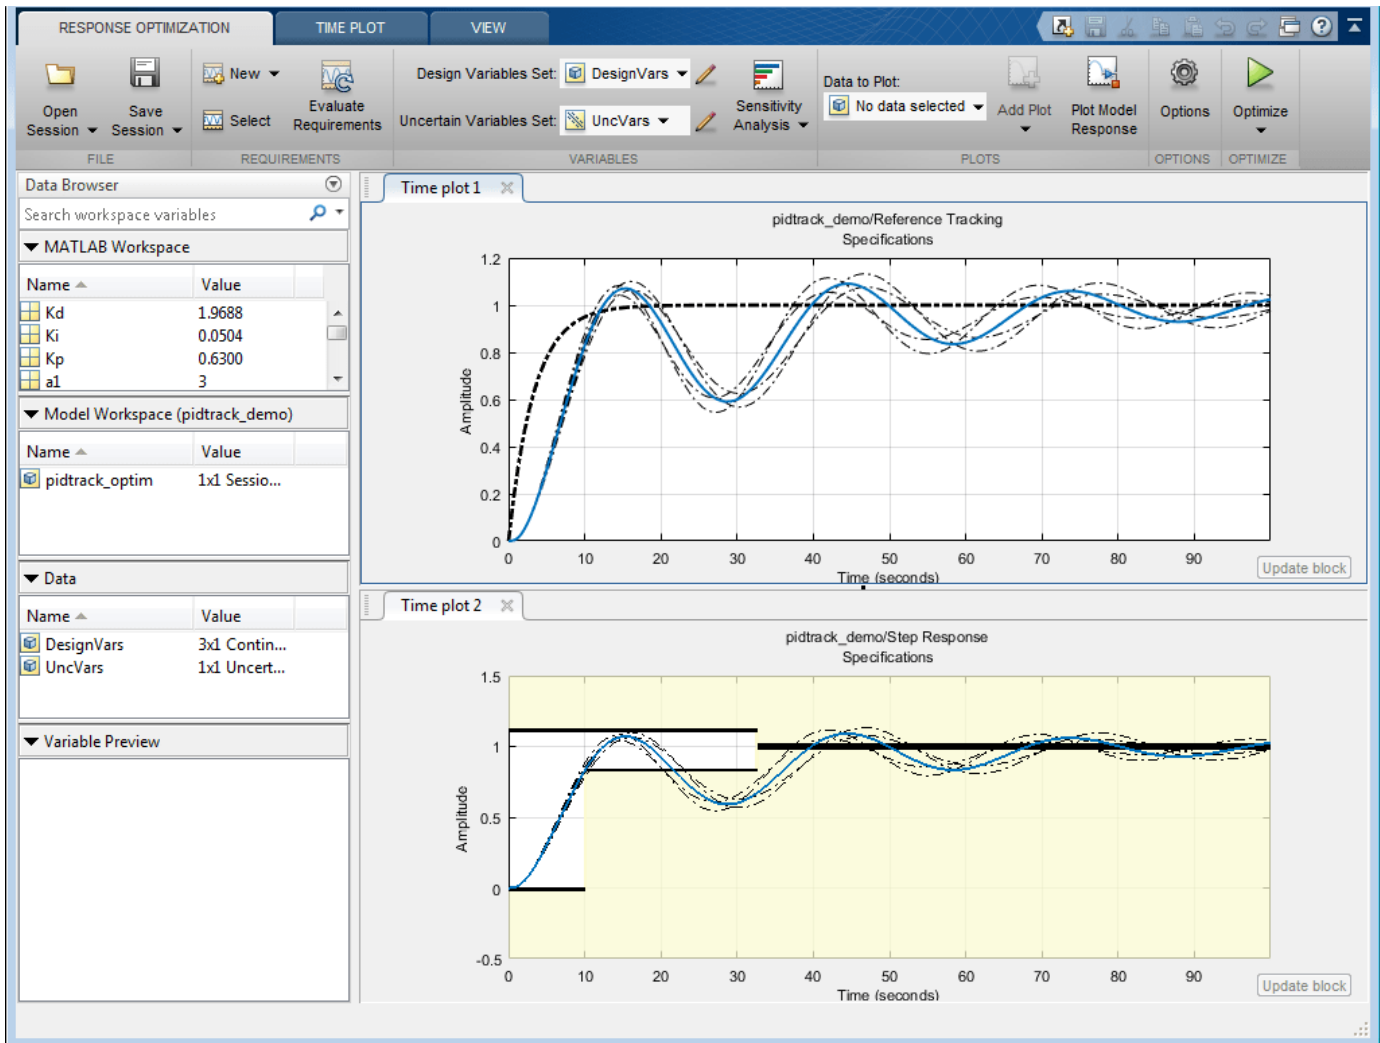 RESPONSE OPTIMIZATION TIME PLOT VIEW
New Design Variables Set: DesignVars Data to Plot:
Open Session Save Session Select Evaluate Requirements Uncertain Variables Set: UncVars Sensitivity Analysis No data selected Add Plot Plot Model Response Options Optimize
FILE REQUIREMENTS VARIABLES PLOTS OPTIONS OPTIMIZE
Data Browser
Search workspace variables
MATLAB Workspace
Name Value
Kd 1.9688
Ki 0.0504
Kp 0.6300
a1 3
Model Workspace (pidtrack_demo)
Name Value
pidtrack_optim 1x1 Sessio...
Data
Name Value
DesignVars 3x1 Contin...
UncVars 1x1 Uncert...
Variable Preview
Time plot 1
pidtrack_demo/Reference Tracking
Specifications
1.2
1
0.8
0.6
0.4
0.2
0
Amplitude
0 10 20 30 40 50 60 70 80 90
Time (seconds)
Update block
Time plot 2
pidtrack_demo/Step Response
Specifications
1.5
1
0.5
0
-0.5
Amplitude
0 10 20 30 40 50 60 70 80 90
Time (seconds)
Update block